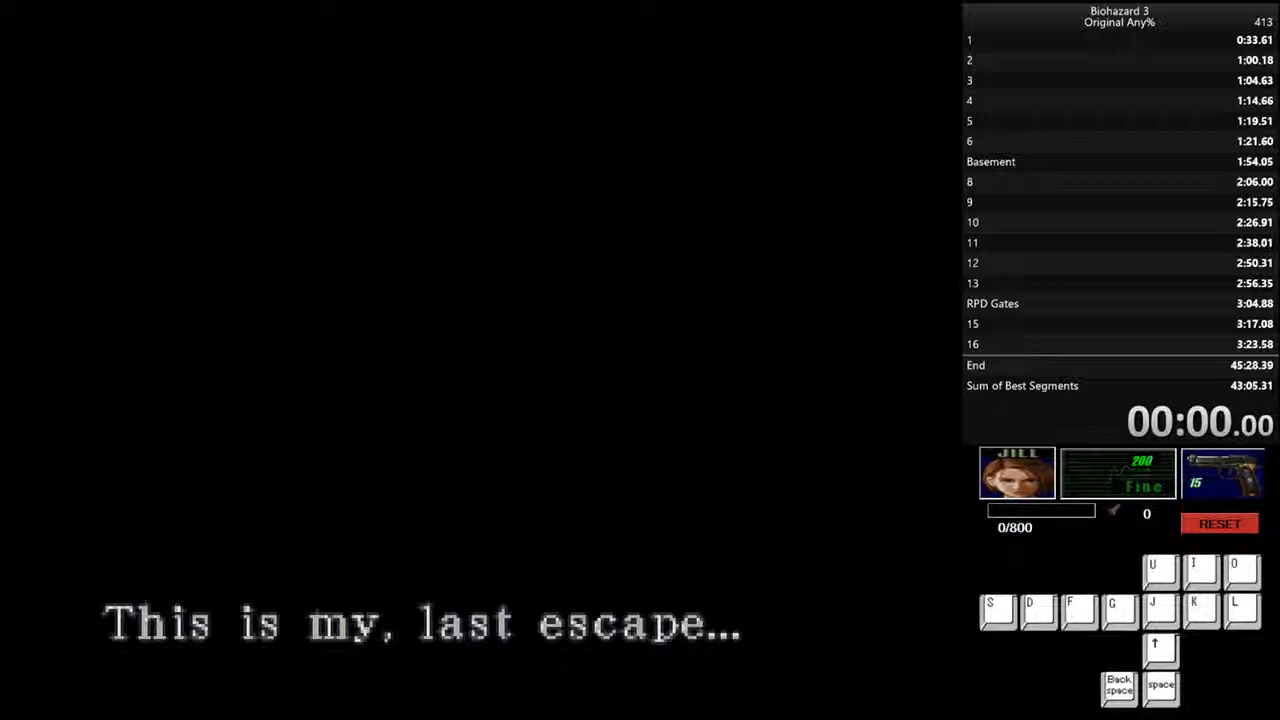 Biohazard 3
Original Any%
413
1 0:33.61
2 1:00.18
3 1:04.63
4 1:14.66
5 1:19.51
6 1:21.60
Basement 1:54.05
8 2:06.00
9 2:15.75
10 2:26.91
11 2:38.01
12 2:50.31
13 2:56.35
RPD Gates 3:04.88
15 3:17.08
16 3:23.58
End 45:28.39
Sum of Best Segments 43:05.31
00:00.00
JILL
200
Fine
15
0
0/800
RESET
U I O
S D F G J K L
↑
Back
space
space
This is my, last escape...